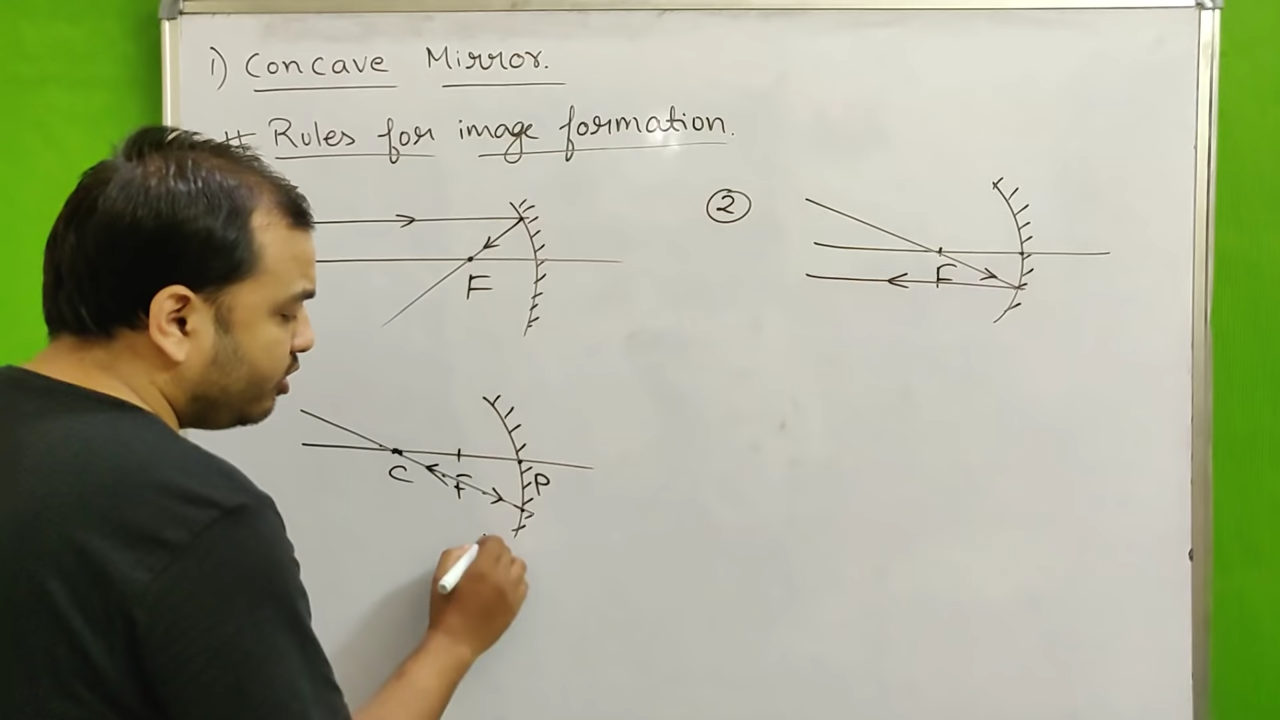 1) Concave Mirror.
# Rules for image formation.
F
②
F
C
F
P